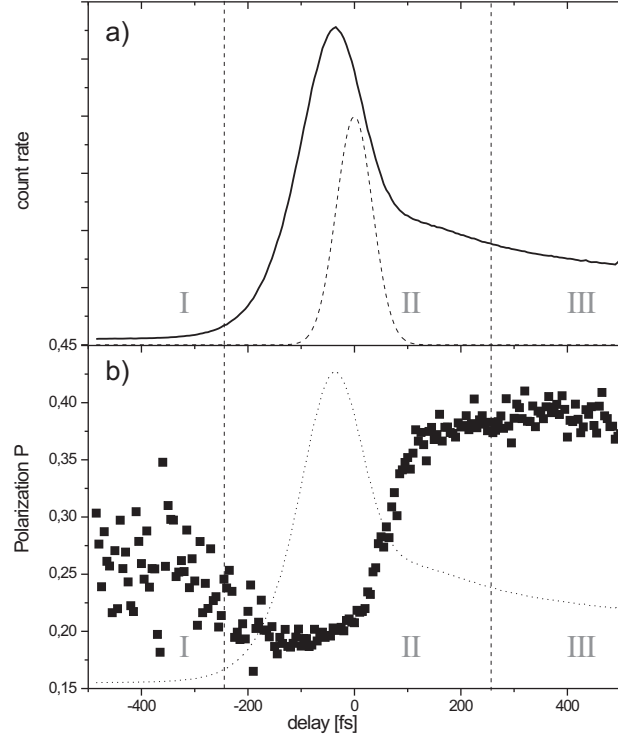 a)
count rate
I
II
III
0,45
b)
0,40
0,35
0,30
0,25
0,20
0,15
Polarization P
I
II
III
-400
-200
0
200
400
delay [fs]